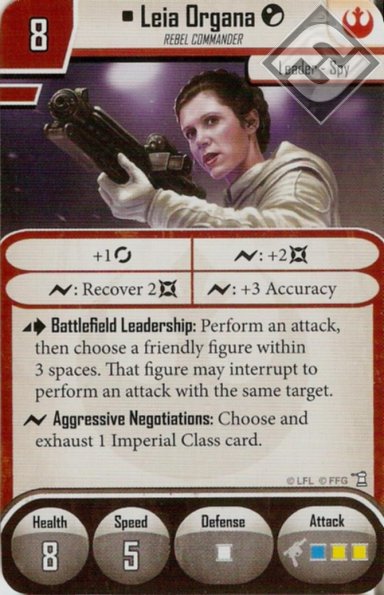 8
Leia Organa
REBEL COMMANDER
Leader - Spy
+1
: +2
: Recover 2
: +3 Accuracy
Battlefield Leadership: Perform an attack,
then choose a friendly figure within
3 spaces. That figure may interrupt to
perform an attack with the same target.
Aggressive Negotiations: Choose and
exhaust 1 Imperial Class card.
© LFL © FFG
Health Speed Defense Attack
8 5